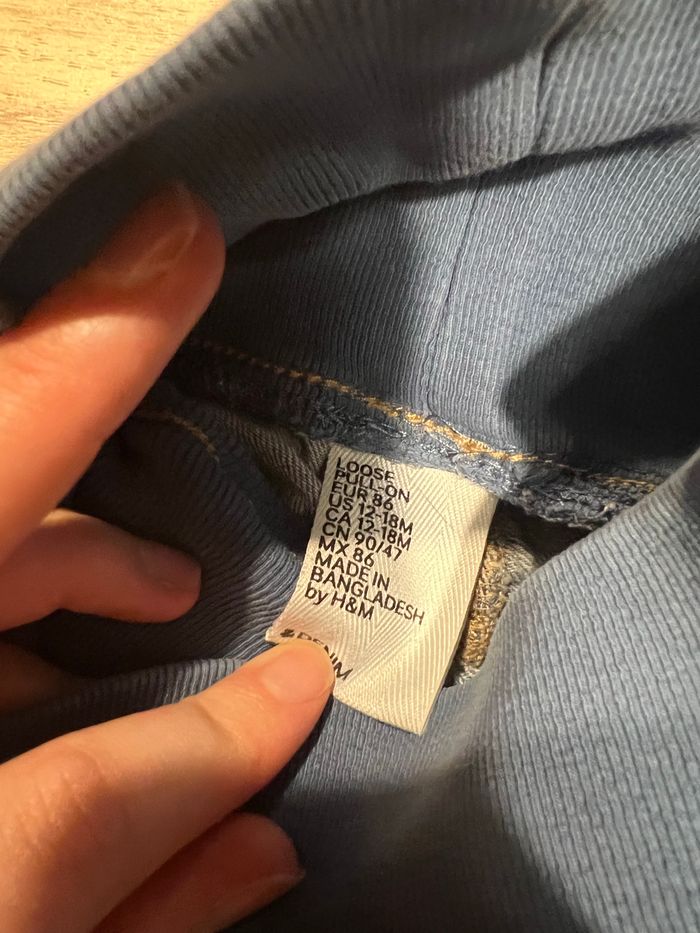 LOOSE
PULL-ON
EUR 86
US 12-18M
CA 12-18M
CN 90/47
MX 86
MADE IN
BANGLADESH
by H&M
DENIM